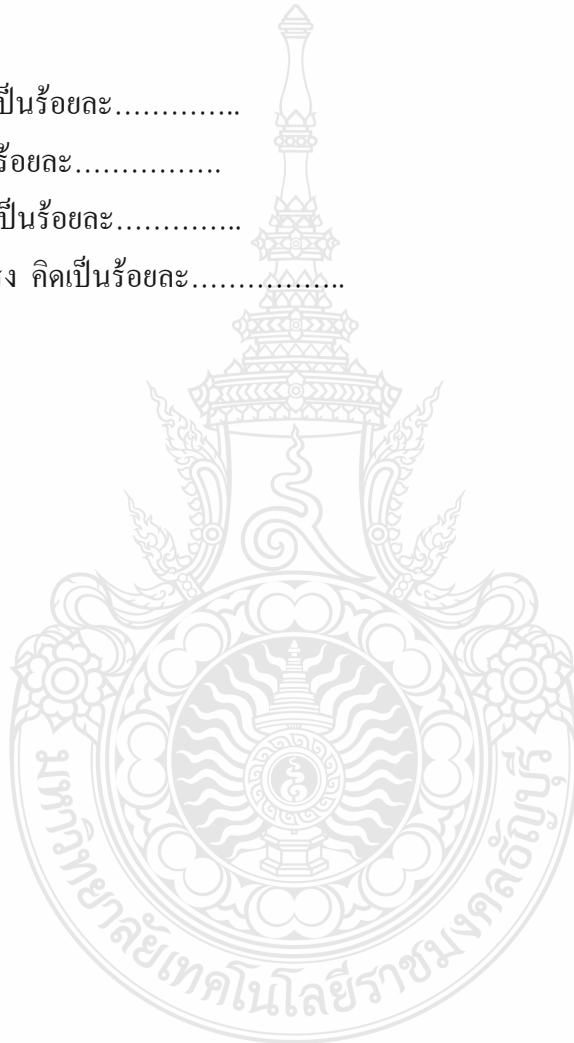 เป็นร้อยละ…………..
ร้อยละ…………….
เป็นร้อยละ…………..
คิดเป็นร้อยละ……………..
มหาวิทยาลัยเทคโนโลยีราชมงคลธัญบุรี